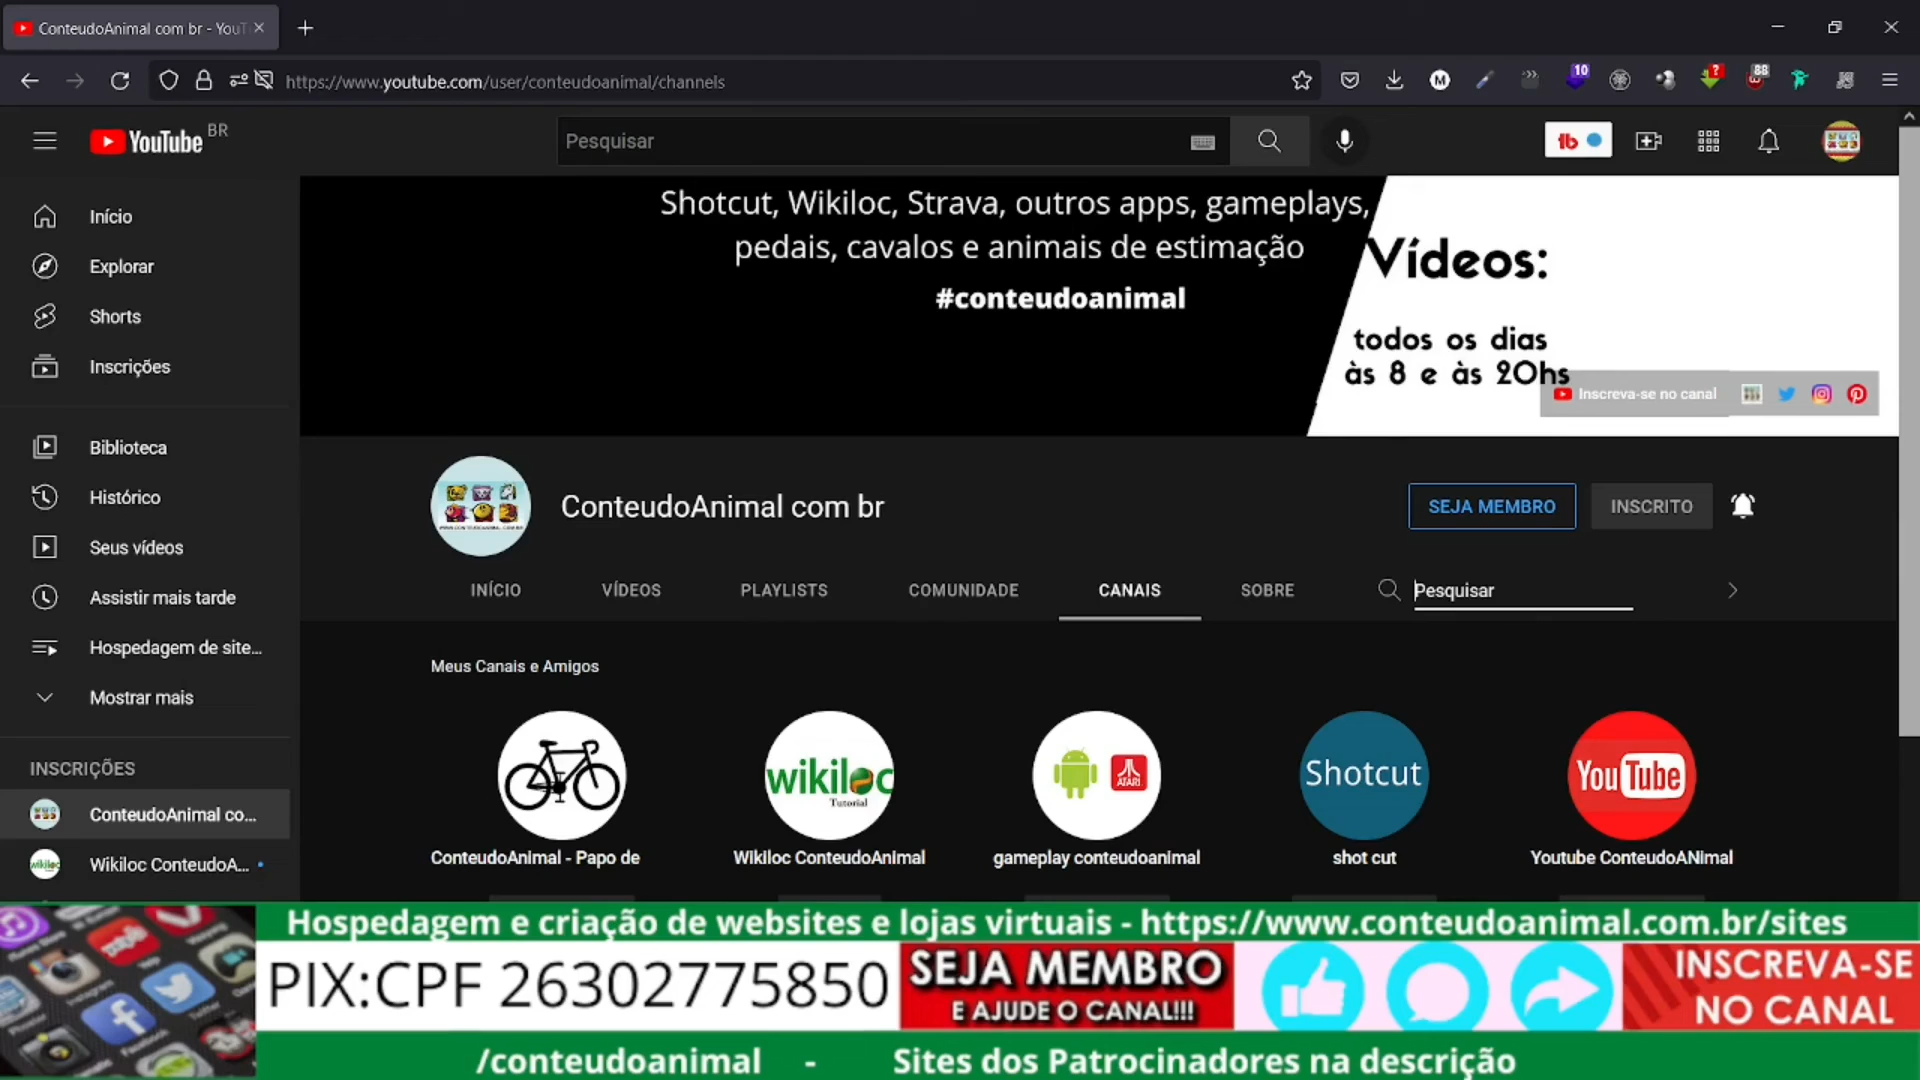 ConteudoAnimal com br - YouT
https://www.youtube.com/user/conteudoanimal/channels
M
10
?
88
YouTube BR
Pesquisar
Início
Explorar
Shorts
Inscrições
Biblioteca
Histórico
Seus vídeos
Assistir mais tarde
Hospedagem de site...
Mostrar mais
INSCRIÇÕES
ConteudoAnimal co...
Wikiloc ConteudoA...
Shotcut, Wikiloc, Strava, outros apps, gameplays,
pedais, cavalos e animais de estimação
#conteudoanimal
Vídeos:
todos os dias
às 8 e às 20hs
Inscreva-se no canal
ConteudoAnimal com br
SEJA MEMBRO
INSCRITO
INÍCIO VÍDEOS PLAYLISTS COMUNIDADE CANAIS SOBRE Pesquisar
Meus Canais e Amigos
wikiloc
Tutorial
ATARI
Shotcut
YouTube
ConteudoAnimal - Papo de
Wikiloc ConteudoAnimal
gameplay conteudoanimal
shot cut
Youtube ConteudoANimal
Hospedagem e criação de websites e lojas virtuais - https://www.conteudoanimal.com.br/sites
PIX:CPF 26302775850
SEJA MEMBRO
E AJUDE O CANAL!!!
INSCREVA-SE
NO CANAL
/conteudoanimal - Sites dos Patrocinadores na descrição